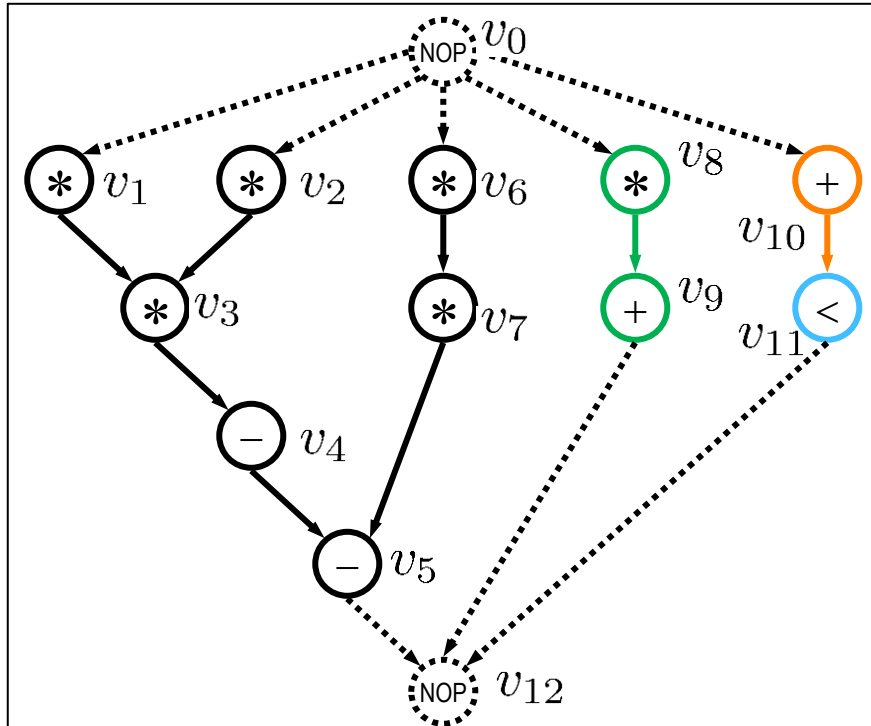 NOP v0
* v1 * v2 * v6 * v8 + v10
* v3 * v7 + v9 < v11
− v4
− v5
NOP v12